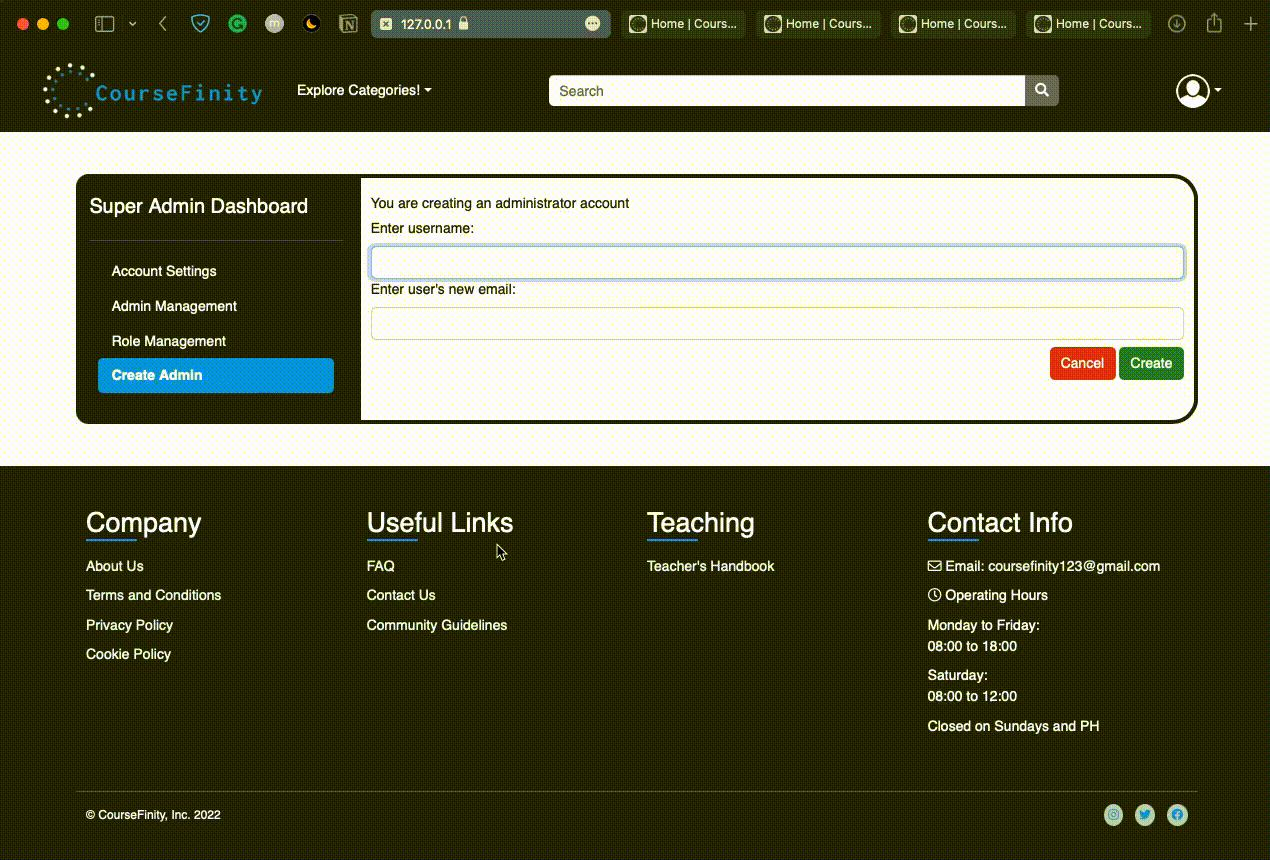 127.0.0.1
Home | Cours...
Home | Cours...
Home | Cours...
Home | Cours...
CourseFinity
Explore Categories!
Search
Super Admin Dashboard
Account Settings
Admin Management
Role Management
Create Admin
You are creating an administrator account
Enter username:
Enter user's new email:
Cancel
Create
Company
About Us
Terms and Conditions
Privacy Policy
Cookie Policy
Useful Links
FAQ
Contact Us
Community Guidelines
Teaching
Teacher's Handbook
Contact Info
Email: coursefinity123@gmail.com
Operating Hours
Monday to Friday:
08:00 to 18:00
Saturday:
08:00 to 12:00
Closed on Sundays and PH
© CourseFinity, Inc. 2022